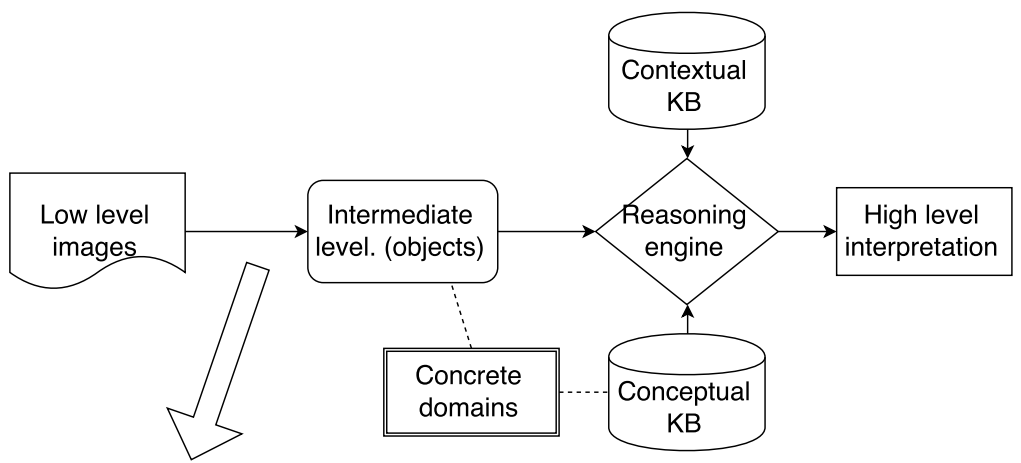 Contextual
KB
Low level
images
Intermediate
level. (objects)
Reasoning
engine
High level
interpretation
Concrete
domains
Conceptual
KB